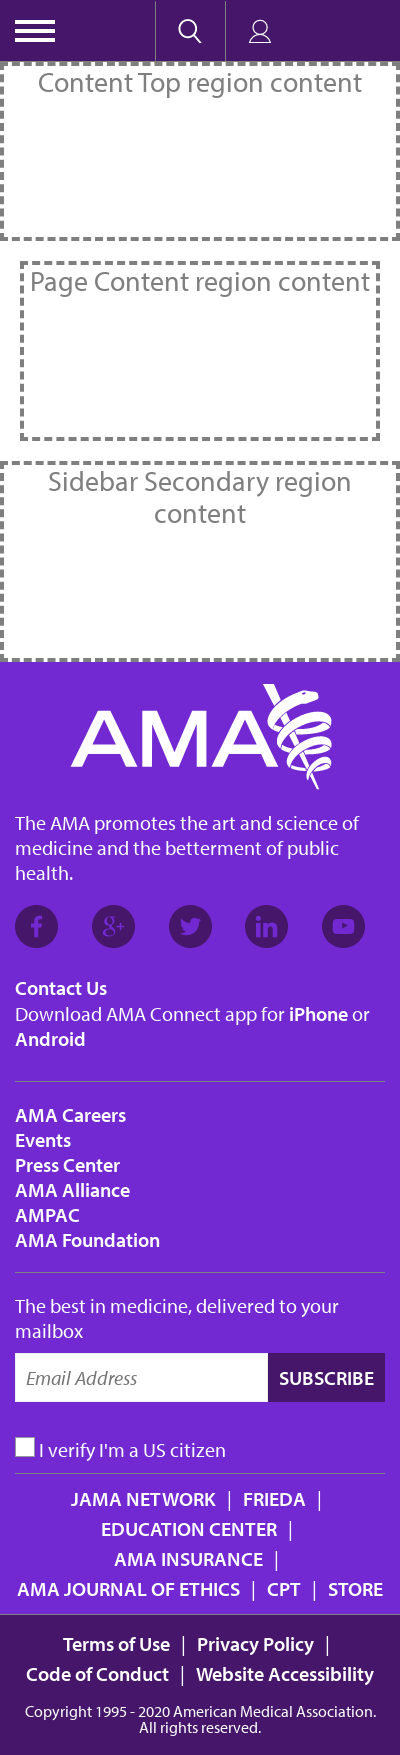 Content Top region content
Page Content region content
Sidebar Secondary region
content
AMA
The AMA promotes the art and science of
medicine and the betterment of public
health.
Contact Us
Download AMA Connect app for iPhone or
Android
AMA Careers
Events
Press Center
AMA Alliance
AMPAC
AMA Foundation
The best in medicine, delivered to your
mailbox
Email Address SUBSCRIBE
I verify I'm a US citizen
JAMA NETWORK | FRIEDA |
EDUCATION CENTER |
AMA INSURANCE |
AMA JOURNAL OF ETHICS | CPT | STORE
Terms of Use | Privacy Policy |
Code of Conduct | Website Accessibility
Copyright 1995 - 2020 American Medical Association.
All rights reserved.